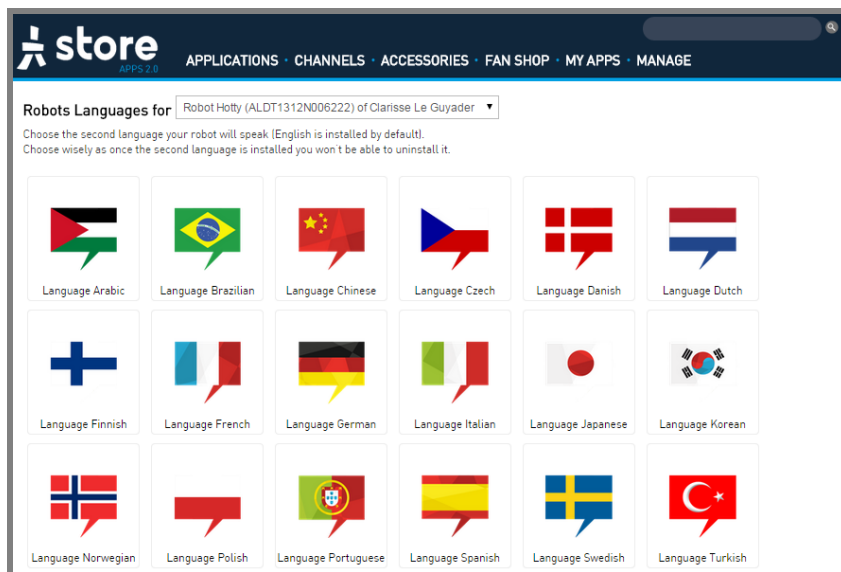 store
APPS 2.0
APPLICATIONS · CHANNELS · ACCESSORIES · FAN SHOP · MY APPS · MANAGE
Robots Languages for Robot Hotty (ALDT1312N006222) of Clarisse Le Guyader
Choose the second language your robot will speak (English is installed by default).
Choose wisely as once the second language is installed you won't be able to uninstall it.
Language Arabic
Language Brazilian
Language Chinese
Language Czech
Language Danish
Language Dutch
Language Finnish
Language French
Language German
Language Italian
Language Japanese
Language Korean
Language Norwegian
Language Polish
Language Portuguese
Language Spanish
Language Swedish
Language Turkish